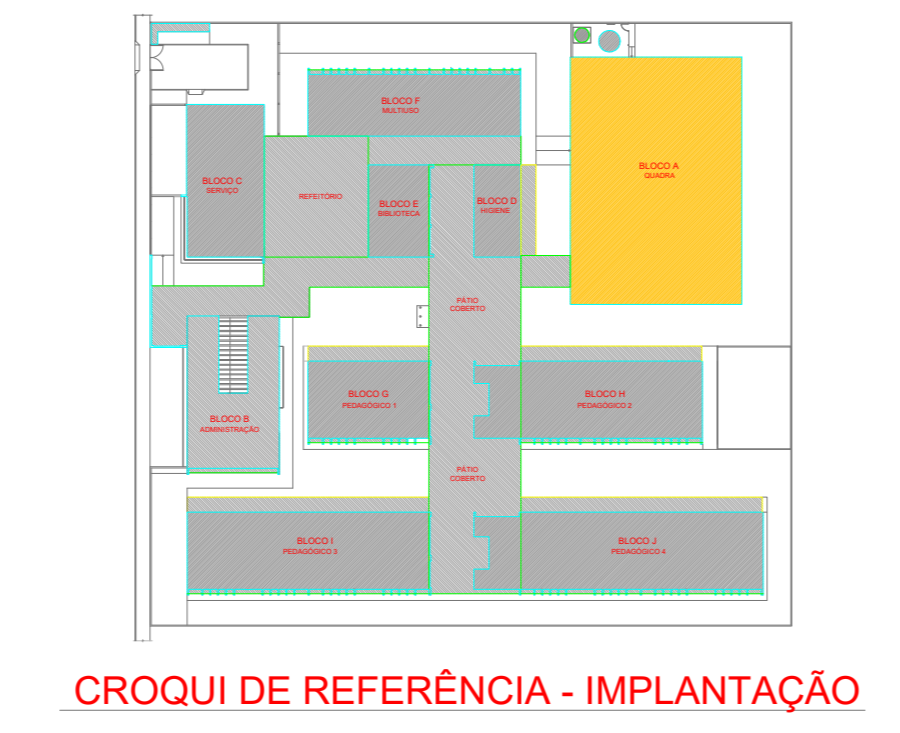 BLOCO F
MULTIUSO
BLOCO A
QUADRA
BLOCO C
SERVIÇO
REFEITÓRIO
BLOCO E
BIBLIOTECA
BLOCO D
HIGIENE
PÁTIO
COBERTO
BLOCO G
PEDAGÓGICO 1
BLOCO H
PEDAGÓGICO 2
BLOCO B
ADMINISTRAÇÃO
PÁTIO
COBERTO
BLOCO I
PEDAGÓGICO 3
BLOCO J
PEDAGÓGICO 4
CROQUI DE REFERÊNCIA - IMPLANTAÇÃO